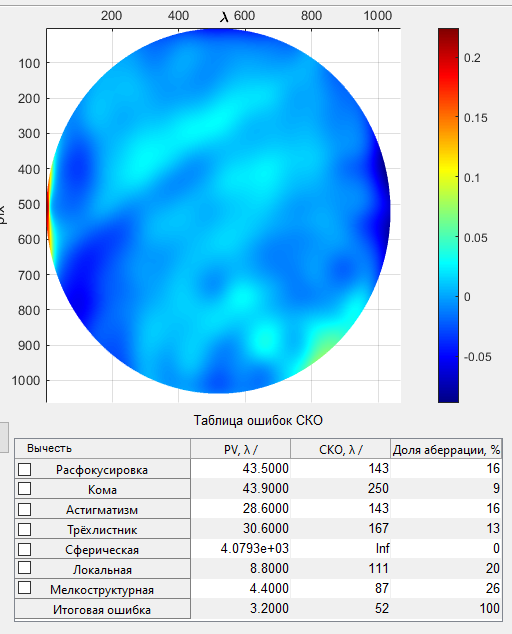 200 400 λ 600 800 1000
100
200
300
400
500
600
700
800
900
1000
pix
0.2
0.15
0.1
0.05
0
-0.05
Таблица ошибок СКО
Вычесть PV, λ / СКО, λ / Доля аберрации, %
Расфокусировка 43.5000 143 16
Кома 43.9000 250 9
Астигматизм 28.6000 143 16
Трёхлистник 30.6000 167 13
Сферическая 4.0793e+03 Inf 0
Локальная 8.8000 111 20
Мелкоструктурная 4.4000 87 26
Итоговая ошибка 3.2000 52 100